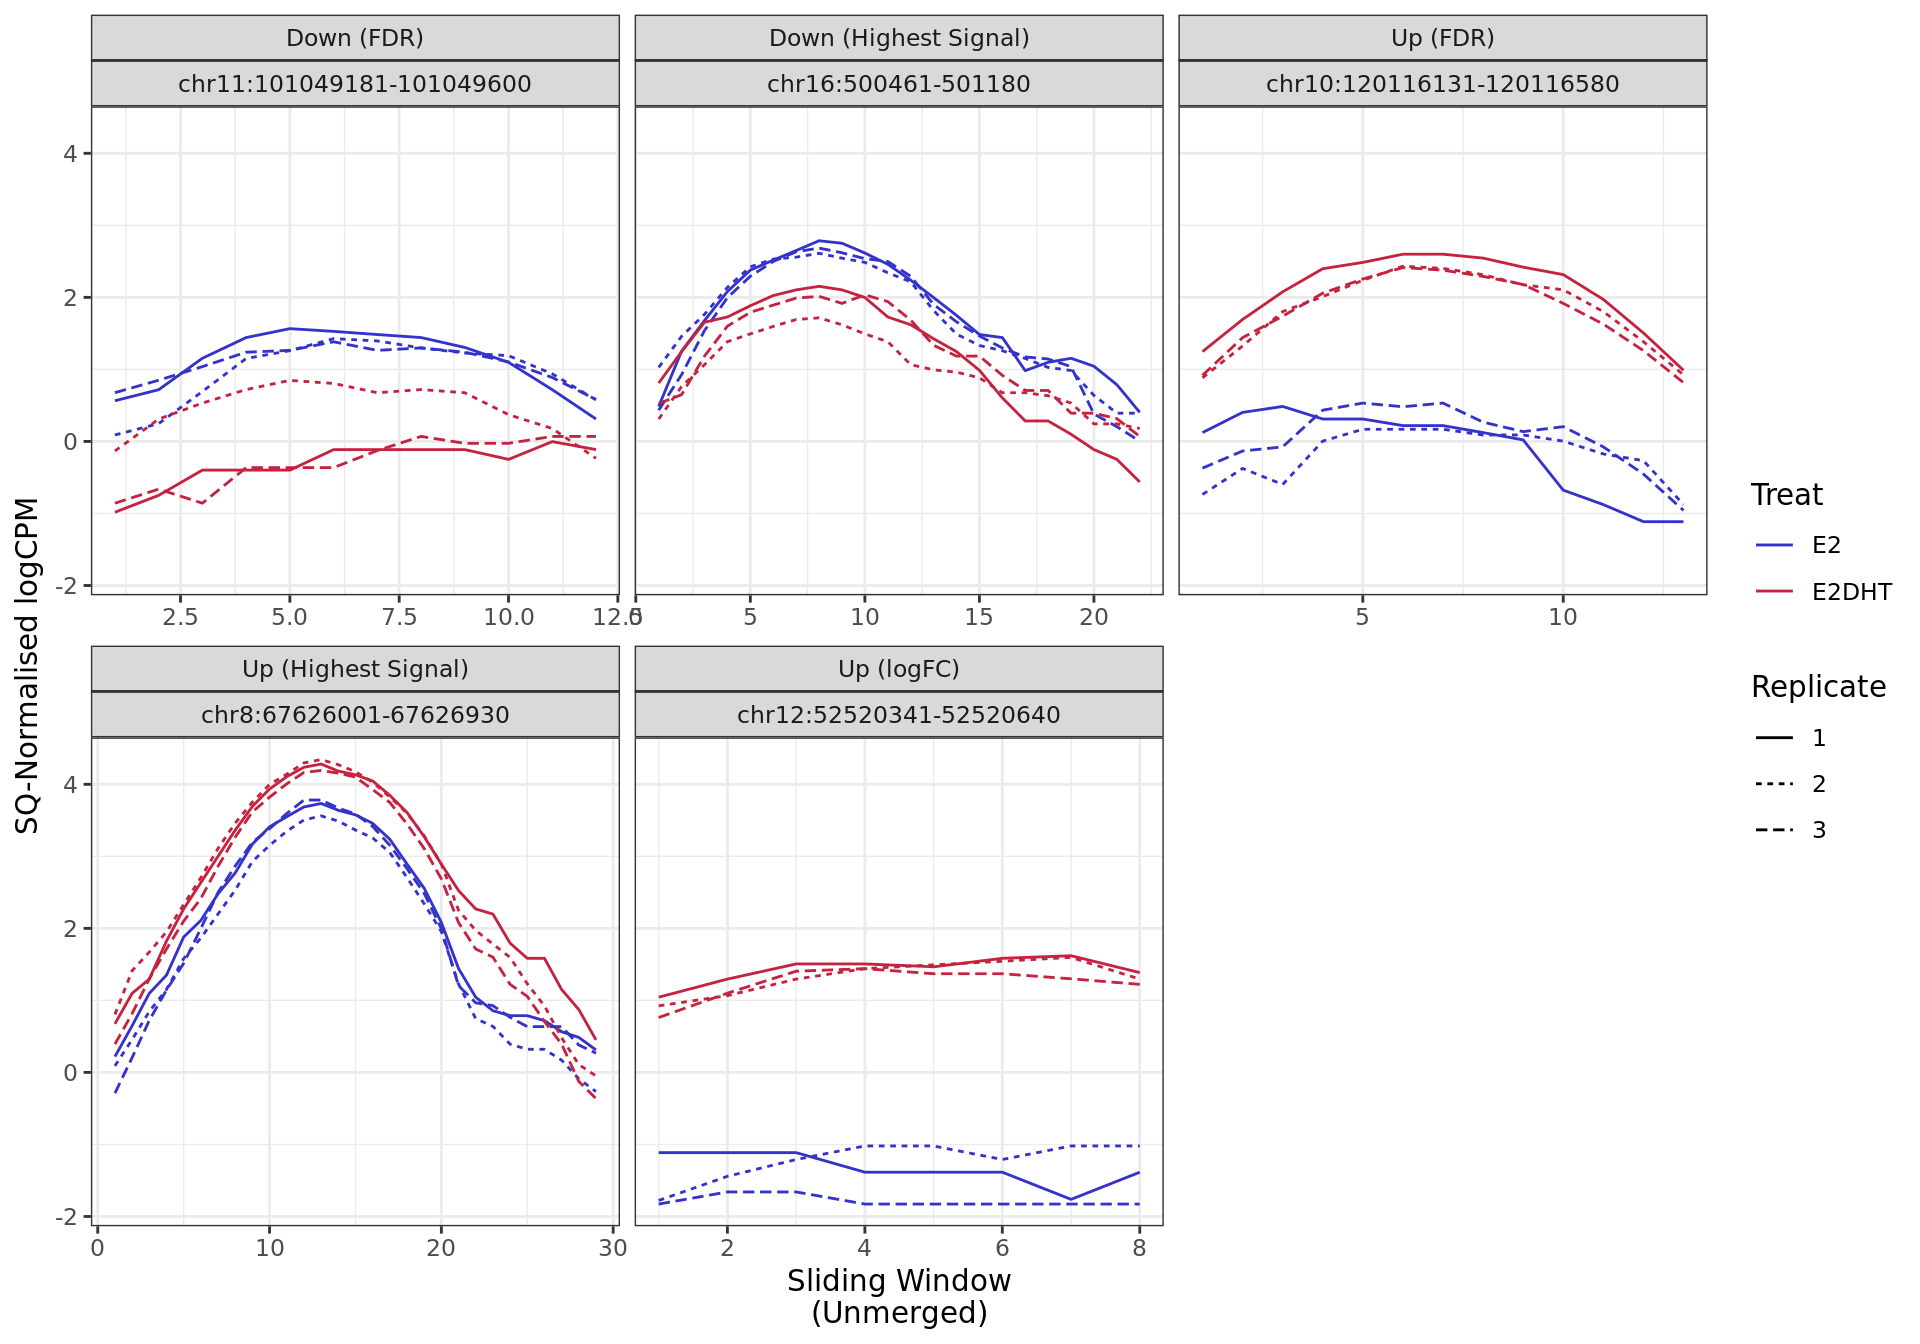 Down (FDR)
chr11:101049181-101049600
Down (Highest Signal)
chr16:500461-501180
Up (FDR)
chr10:120116131-120116580
4
2
0
-2
2.5 5.0 7.5 10.0 12.5
0 5 10 15 20
5 10
Up (Highest Signal)
chr8:67626001-67626930
Up (logFC)
chr12:52520341-52520640
4
2
0
-2
0 10 20 30
2 4 6 8
SQ-Normalised logCPM
Sliding Window
(Unmerged)
Treat
E2
E2DHT
Replicate
1
2
3